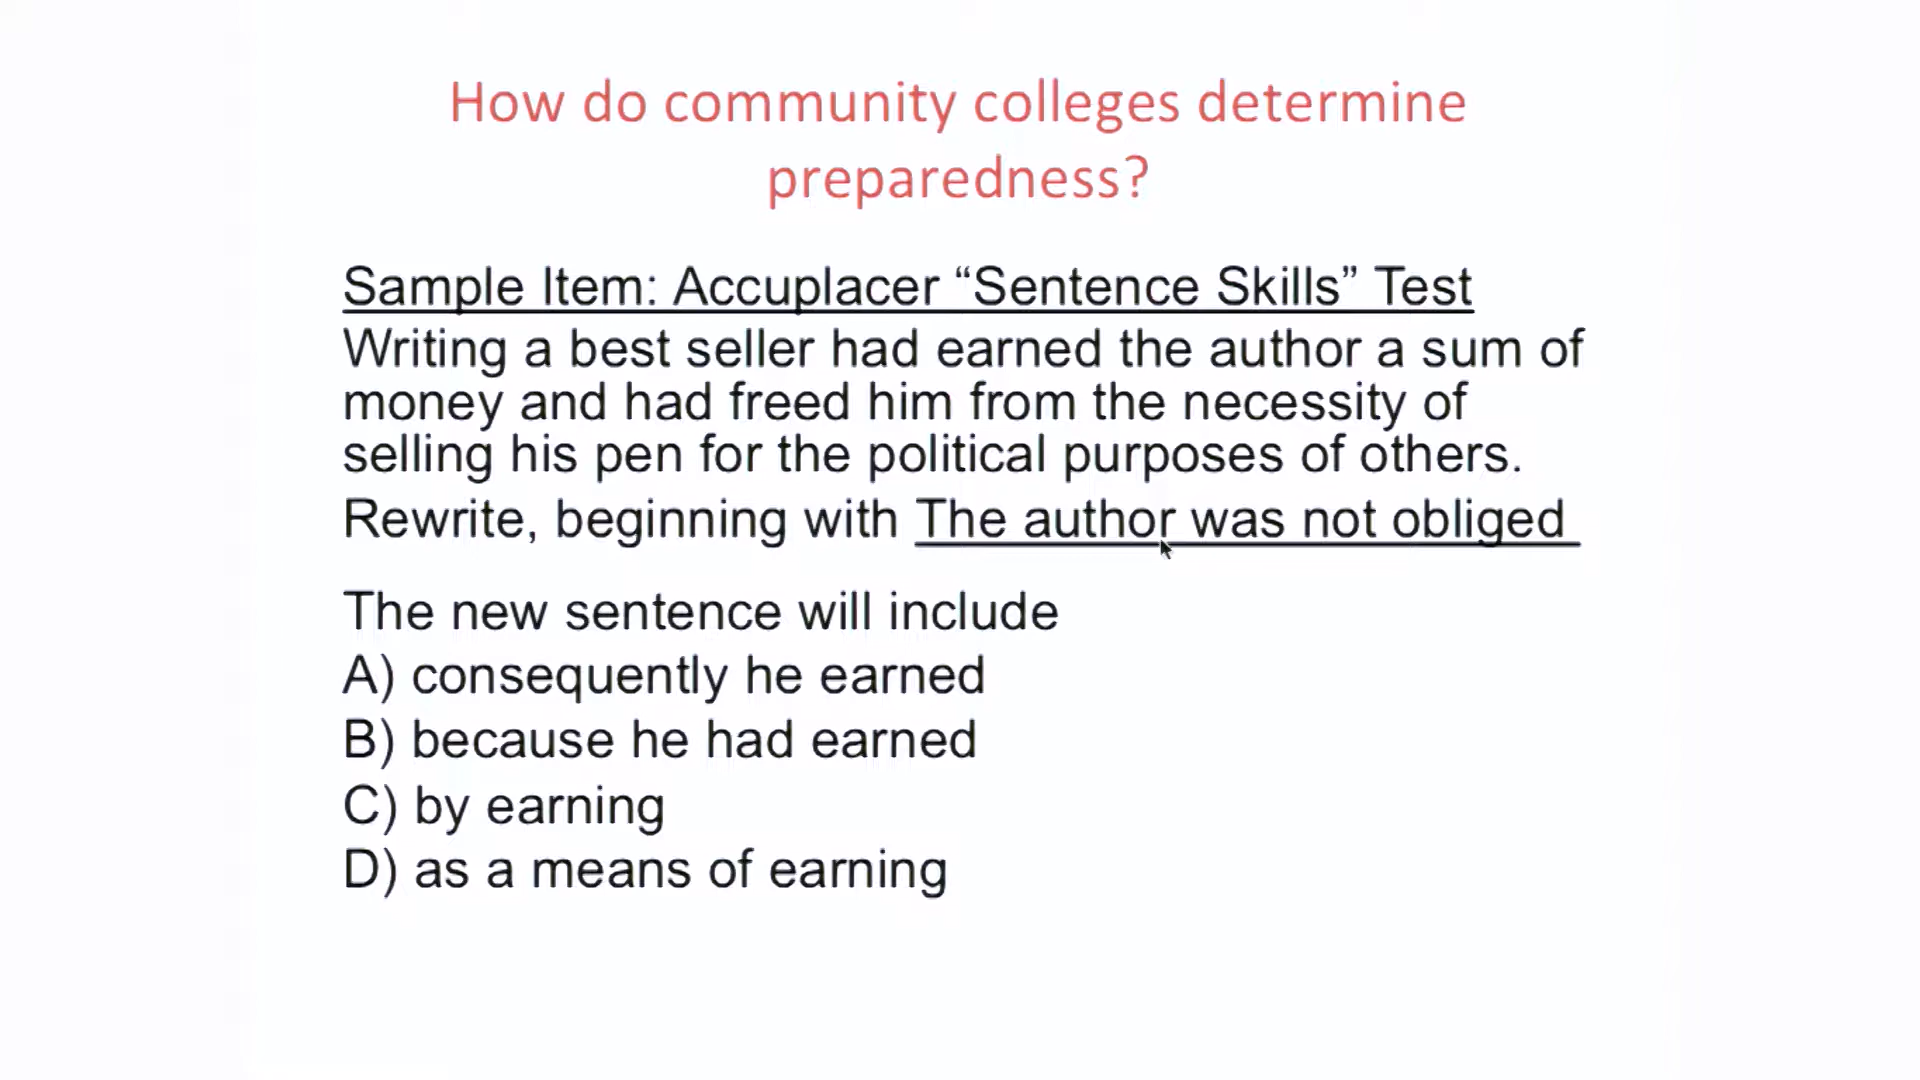 How do community colleges determine
preparedness?
Sample Item: Accuplacer “Sentence Skills” Test
Writing a best seller had earned the author a sum of
money and had freed him from the necessity of
selling his pen for the political purposes of others.
Rewrite, beginning with The author was not obliged
The new sentence will include
A) consequently he earned
B) because he had earned
C) by earning
D) as a means of earning